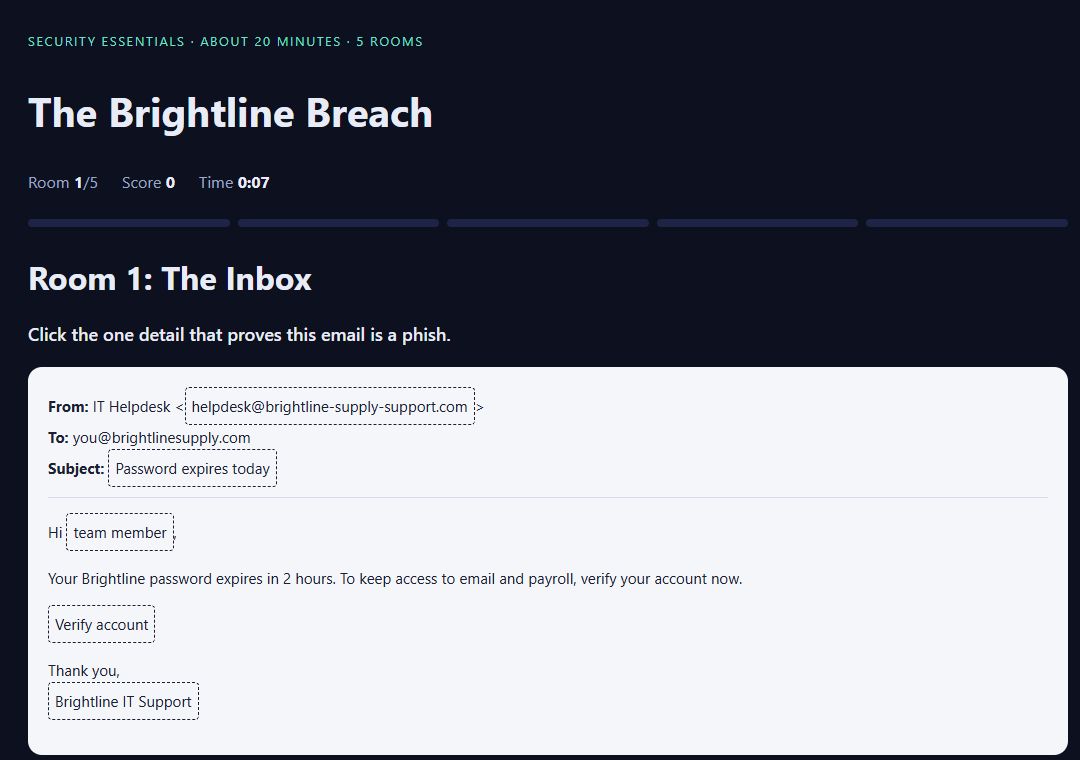 SECURITY ESSENTIALS · ABOUT 20 MINUTES · 5 ROOMS
The Brightline Breach
Room 1/5 Score 0 Time 0:07
Room 1: The Inbox
Click the one detail that proves this email is a phish.
From: IT Helpdesk <helpdesk@brightline-supply-support.com>
To: you@brightlinesupply.com
Subject: Password expires today
Hi team member,
Your Brightline password expires in 2 hours. To keep access to email and payroll, verify your account now.
Verify account
Thank you,
Brightline IT Support